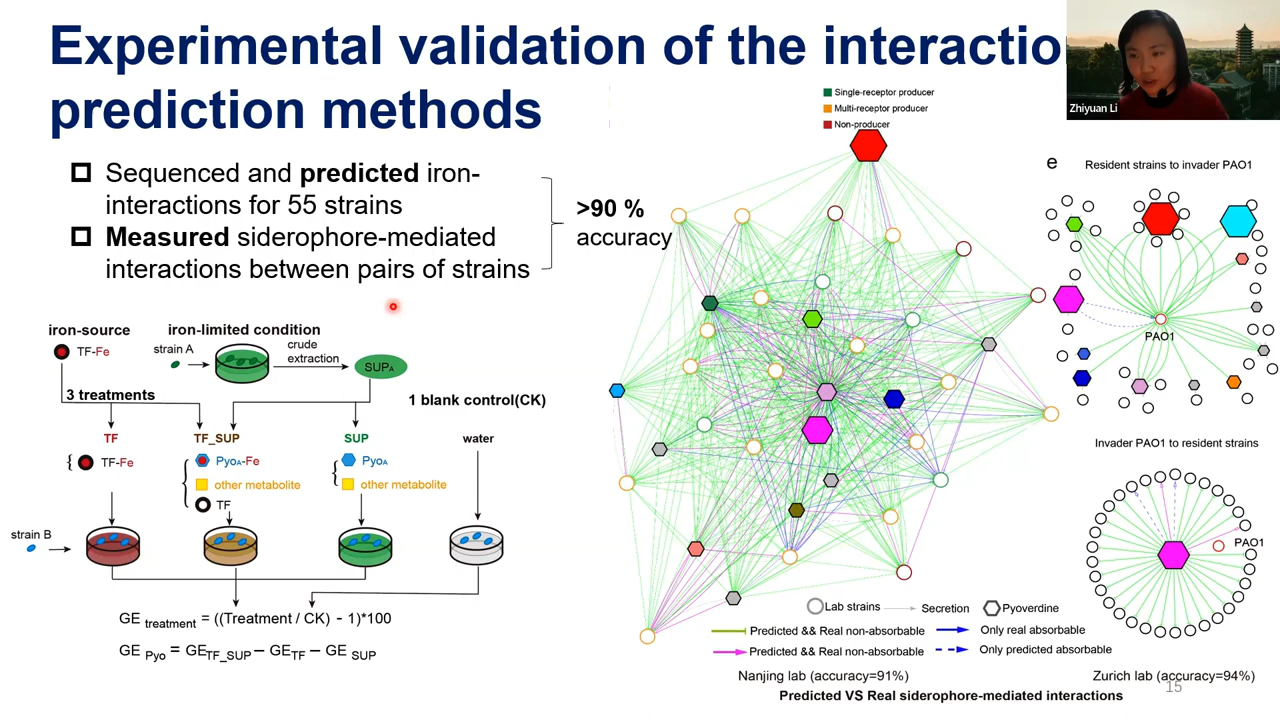 Experimental validation of the interactio
prediction methods
Zhiyuan Li
Sequenced and predicted iron-
interactions for 55 strains
Measured siderophore-mediated
interactions between pairs of strains
>90 %
accuracy
Single-receptor producer
Multi-receptor producer
Non-producer
e
Resident strains to invader PAO1
PAO1
iron-source
TF-Fe
iron-limited condition
strain A
crude
extraction
SUPA
3 treatments
1 blank control(CK)
TF
TF_SUP
SUP
water
TF-Fe
PyoA-Fe
other metabolite
TF
PyoA
other metabolite
strain B
GE treatment = ((Treatment / CK) - 1)*100
GE Pyo = GETF_SUP – GETF – GE SUP
Invader PAO1 to resident strains
PAO1
Lab strains
Secretion
Pyoverdine
Predicted && Real non-absorbable
Only real absorbable
Predicted && Real non-absorbable
Only predicted absorbable
Nanjing lab (accuracy=91%)
Zurich lab (accuracy=94%)
15
Predicted VS Real siderophore-mediated interactions